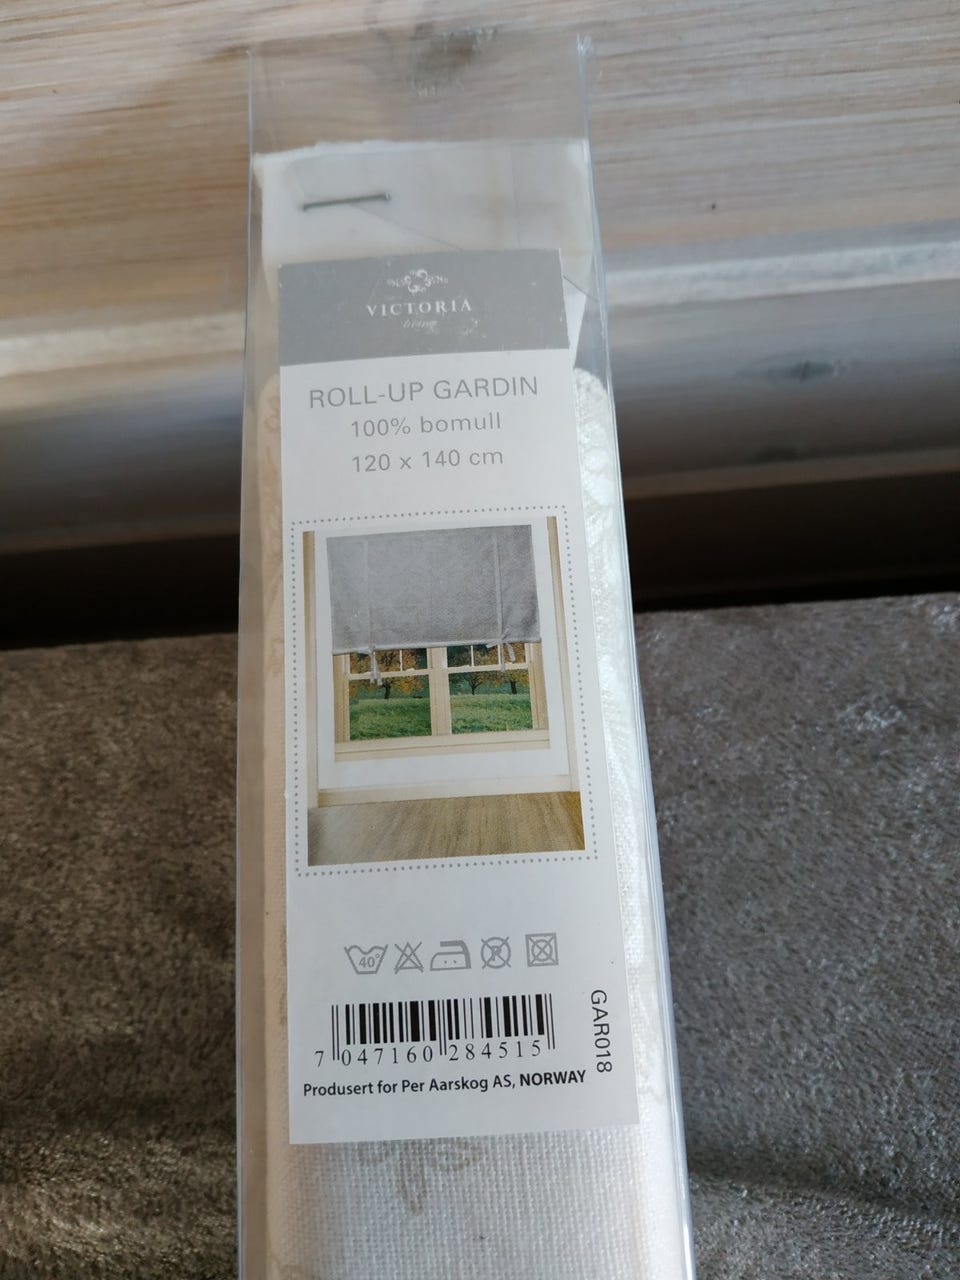 VICTORIA
living
ROLL-UP GARDIN
100% bomull
120 x 140 cm
40°
P
7 047160 284515
GAR018
Produsert for Per Aarskog AS, NORWAY